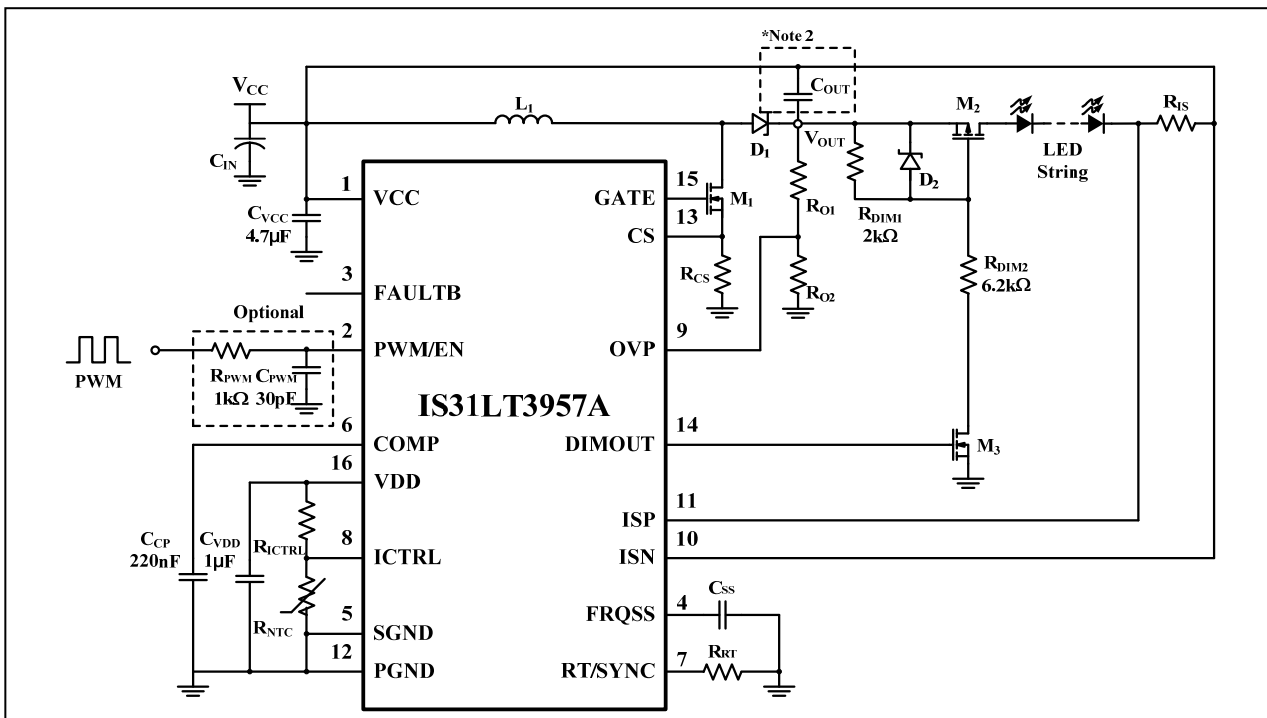 *Note 2
VCC
CIN
L1
COUT
D1
VOUT
M2
RIS
LED
String
D2
RDIM1
2kΩ
RDIM2
6.2kΩ
RO1
RO2
M1
RCS
M3
1
VCC
CVCC
4.7µF
3
FAULTB
Optional
2
PWM/EN
PWM
RPWM CPWM
1kΩ 30pF
IS31LT3957A
15
GATE
13
CS
9
OVP
6
COMP
14
DIMOUT
16
VDD
11
ISP
CCP
220nF
CVDD
1µF
RICTRL
8
ICTRL
10
ISN
RNTC
5
SGND
CSS
4
FRQSS
12
PGND
RRT
7
RT/SYNC